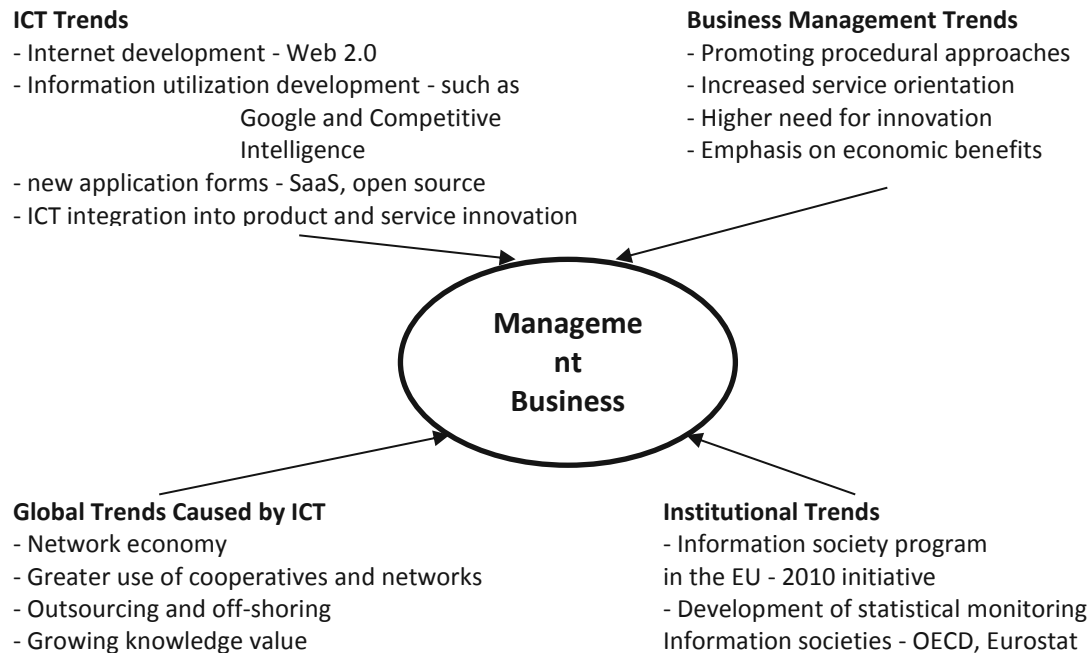 ICT Trends
- Internet development - Web 2.0
- Information utilization development - such as
Google and Competitive
Intelligence
- new application forms - SaaS, open source
- ICT integration into product and service innovation
Business Management Trends
- Promoting procedural approaches
- Increased service orientation
- Higher need for innovation
- Emphasis on economic benefits
Manageme
nt
Business
Global Trends Caused by ICT
- Network economy
- Greater use of cooperatives and networks
- Outsourcing and off-shoring
- Growing knowledge value
Institutional Trends
- Information society program
in the EU - 2010 initiative
- Development of statistical monitoring
Information societies - OECD, Eurostat